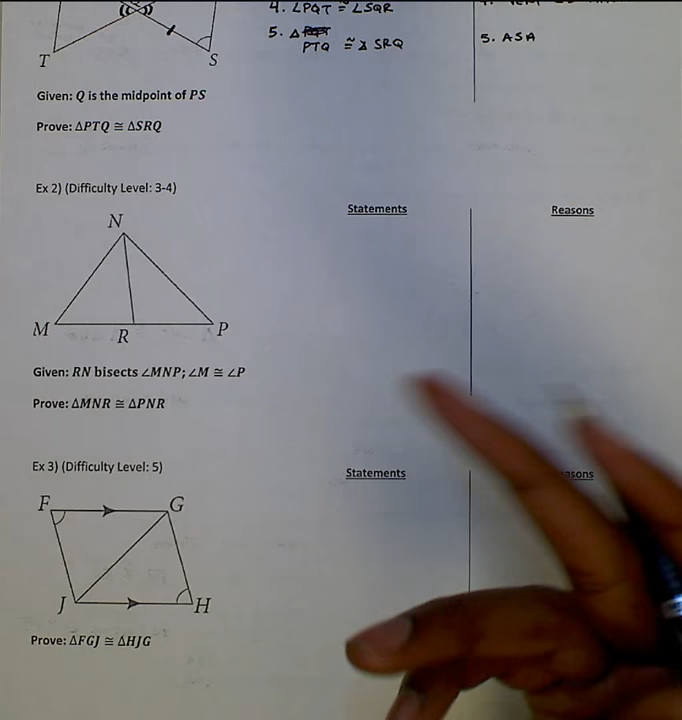 4. ∠PQT ≅ ∠SQR
5. △
PTQ ≅ △ SRQ
5. ASA
T
S
Given: Q is the midpoint of PS
Prove: ΔPTQ ≅ ΔSRQ
Ex 2) (Difficulty Level: 3-4)
Statements
Reasons
N
M
R
P
Given: RN bisects ∠MNP; ∠M ≅ ∠P
Prove: ΔMNR ≅ ΔPNR
Ex 3) (Difficulty Level: 5)
Statements
asons
F
G
J
H
Prove: ΔFGJ ≅ ΔHJG